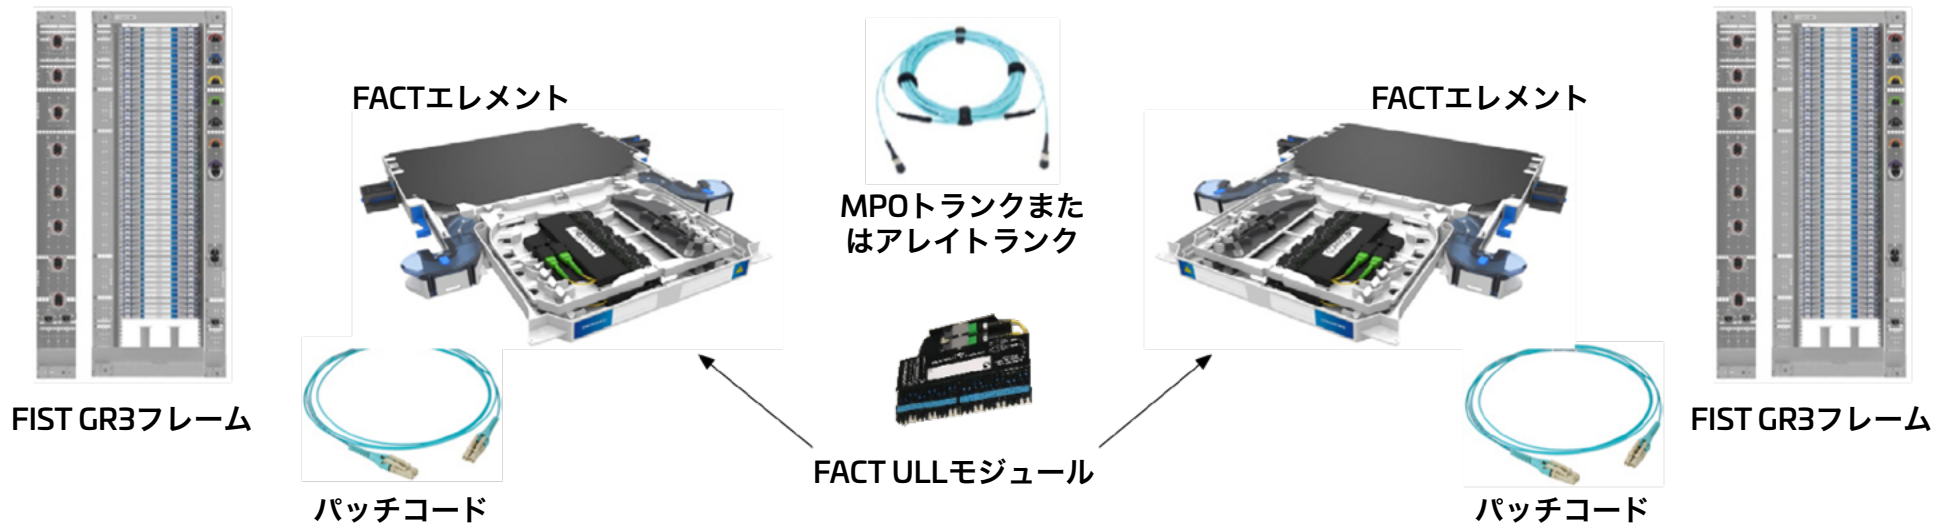 FACTエレメント
FACTエレメント
MPOトランクまた
はアレイトランク
FIST GR3フレーム
FIST GR3フレーム
FACT ULLモジュール
パッチコード
パッチコード